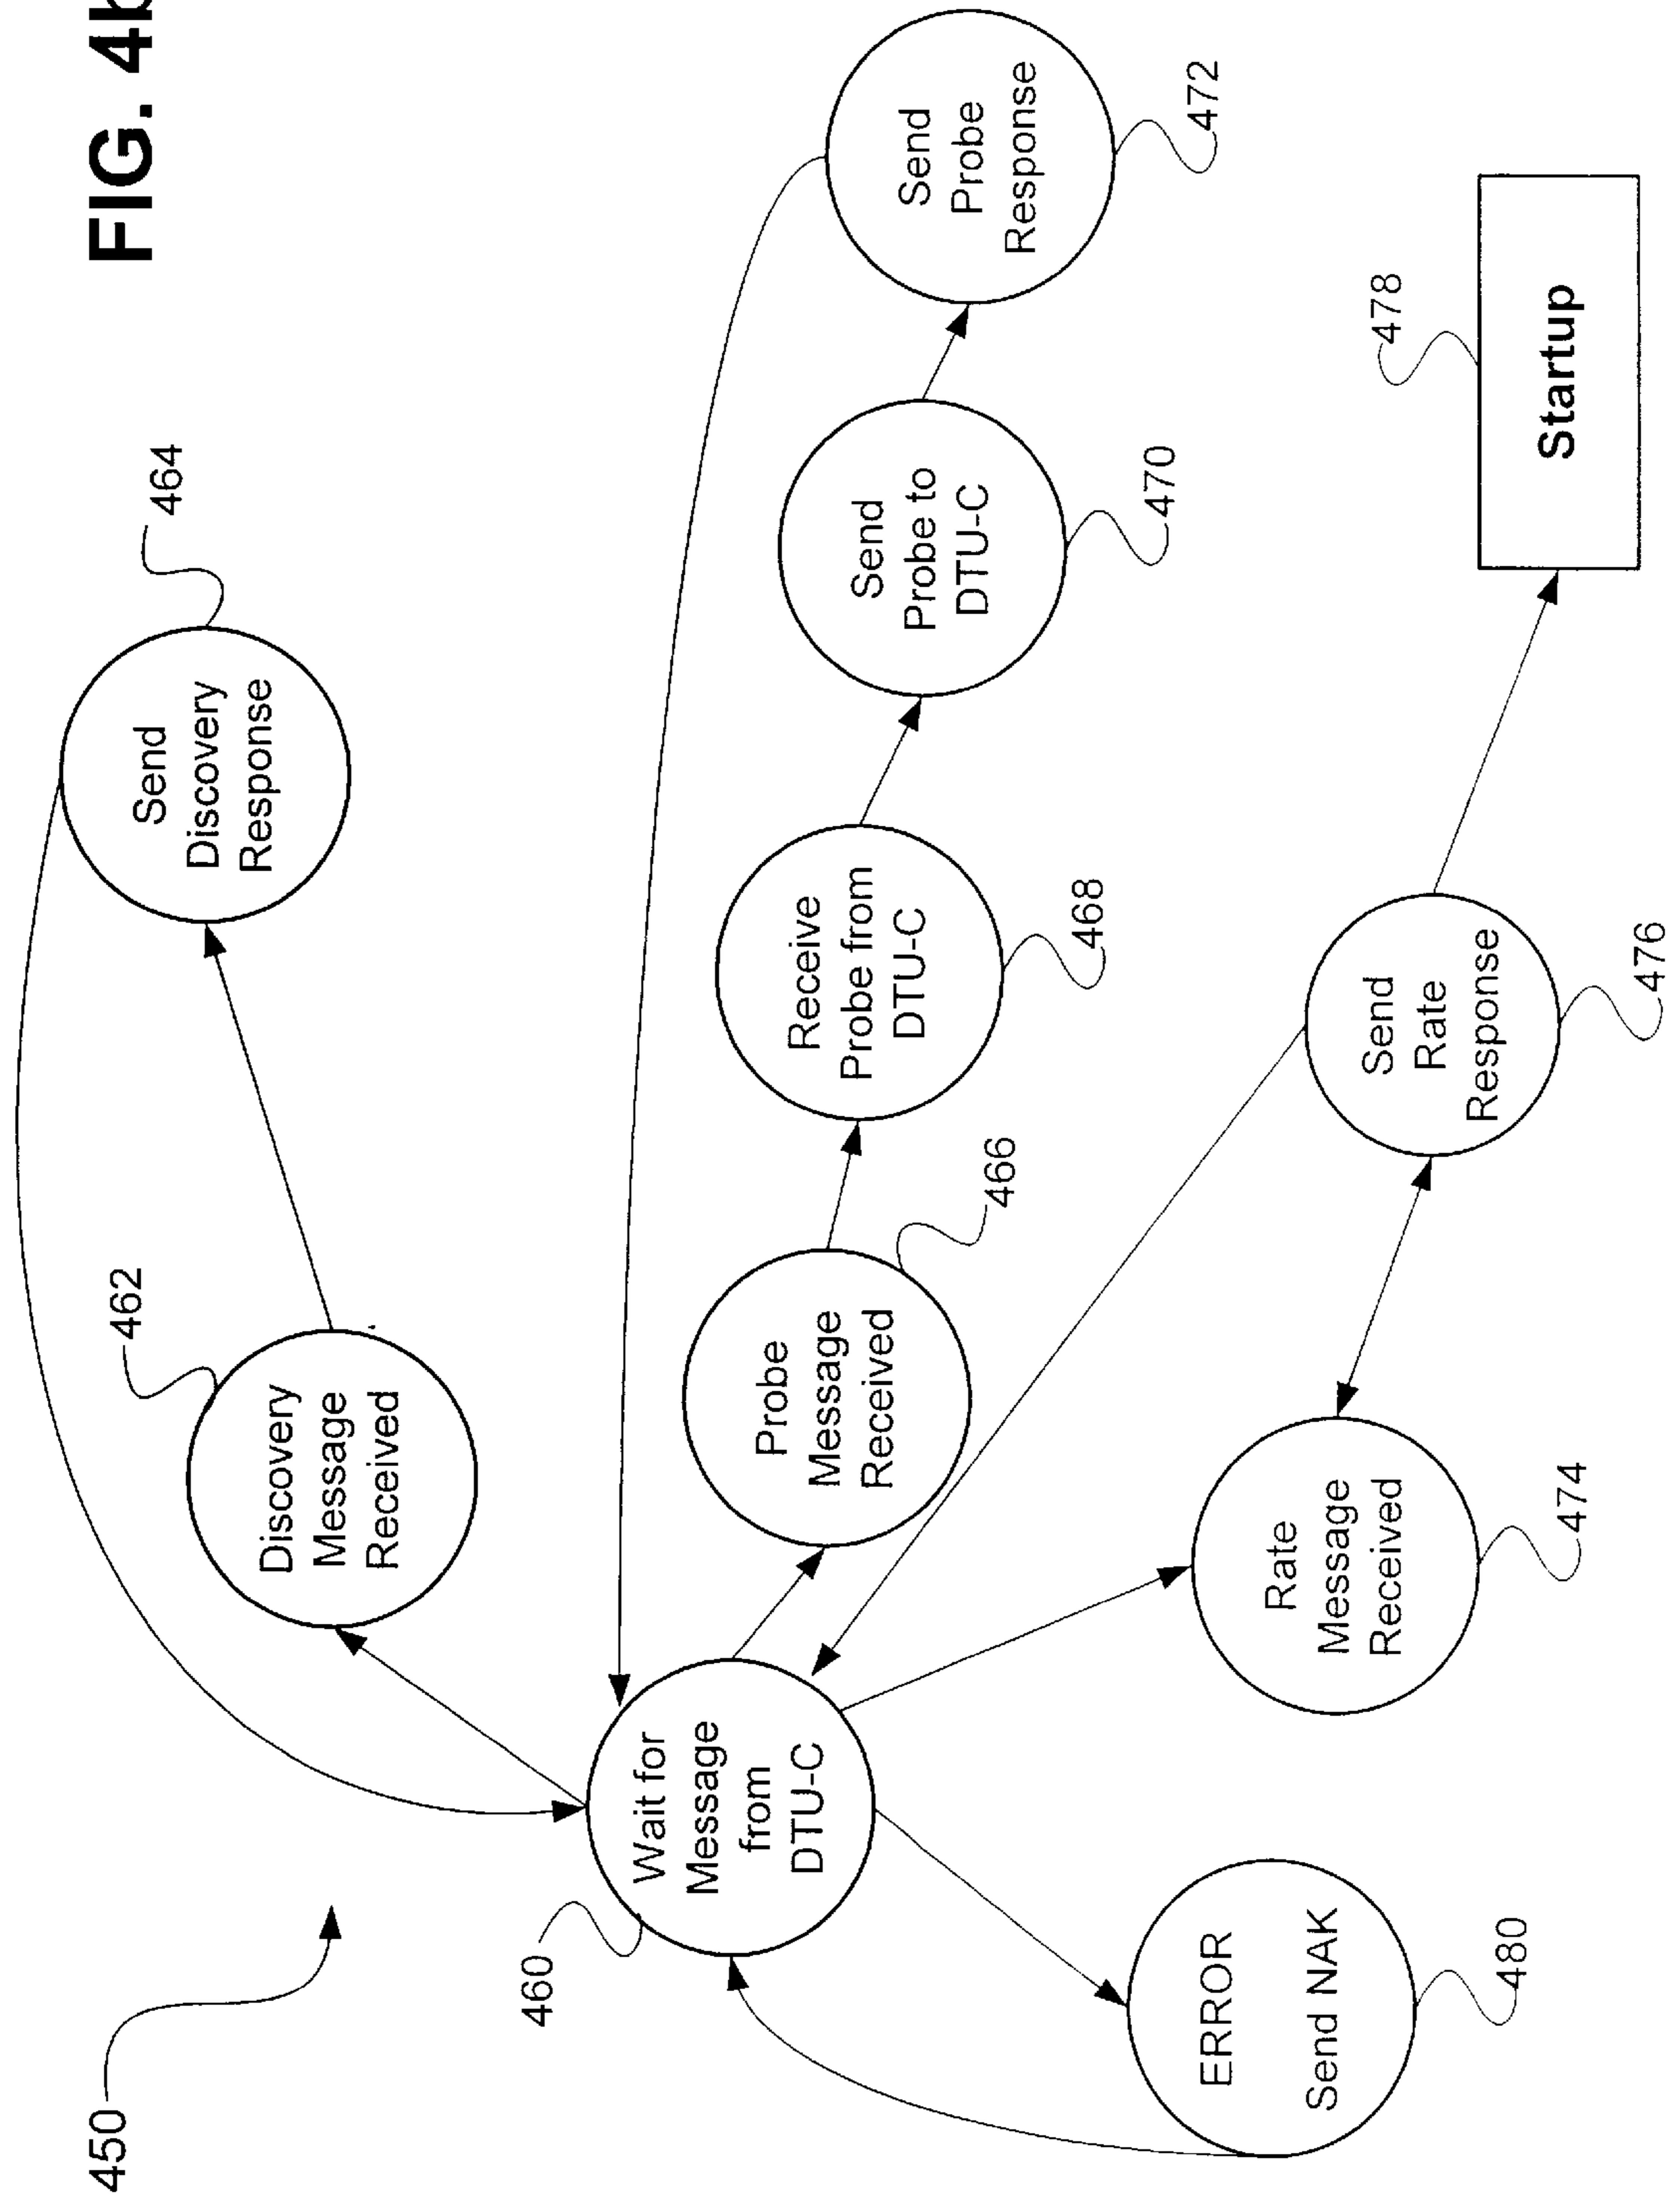 FIG. 4b
450
462
464
Send
Discovery
Response
Discovery
Message
Received
460
Wait for
Message
from
DTU-C
Probe
Message
Received
466
Receive
Probe from
DTU-C
468
Send
Probe to
DTU-C
470
Send
Probe
Response
472
ERROR
Send NAK
480
Rate
Message
Received
474
Send
Rate
Response
476
478
Startup